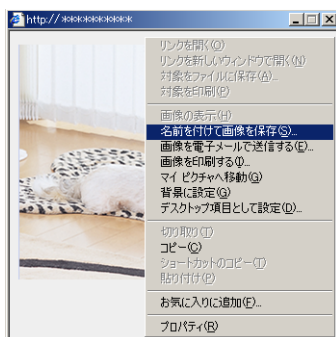 http://***********
リンクを開く(O)
リンクを新しいウィンドウで開く(N)
対象をファイルに保存(A)...
対象を印刷(P)
画像の表示(H)
名前を付けて画像を保存(S)...
画像を電子メールで送信する(E)...
画像を印刷する(I)...
マイ ピクチャへ移動(G)
背景に設定(G)
デスクトップ項目として設定(D)...
切り取り(T)
コピー(C)
ショートカットのコピー(T)
貼り付け(P)
お気に入りに追加(F)...
プロパティ(R)